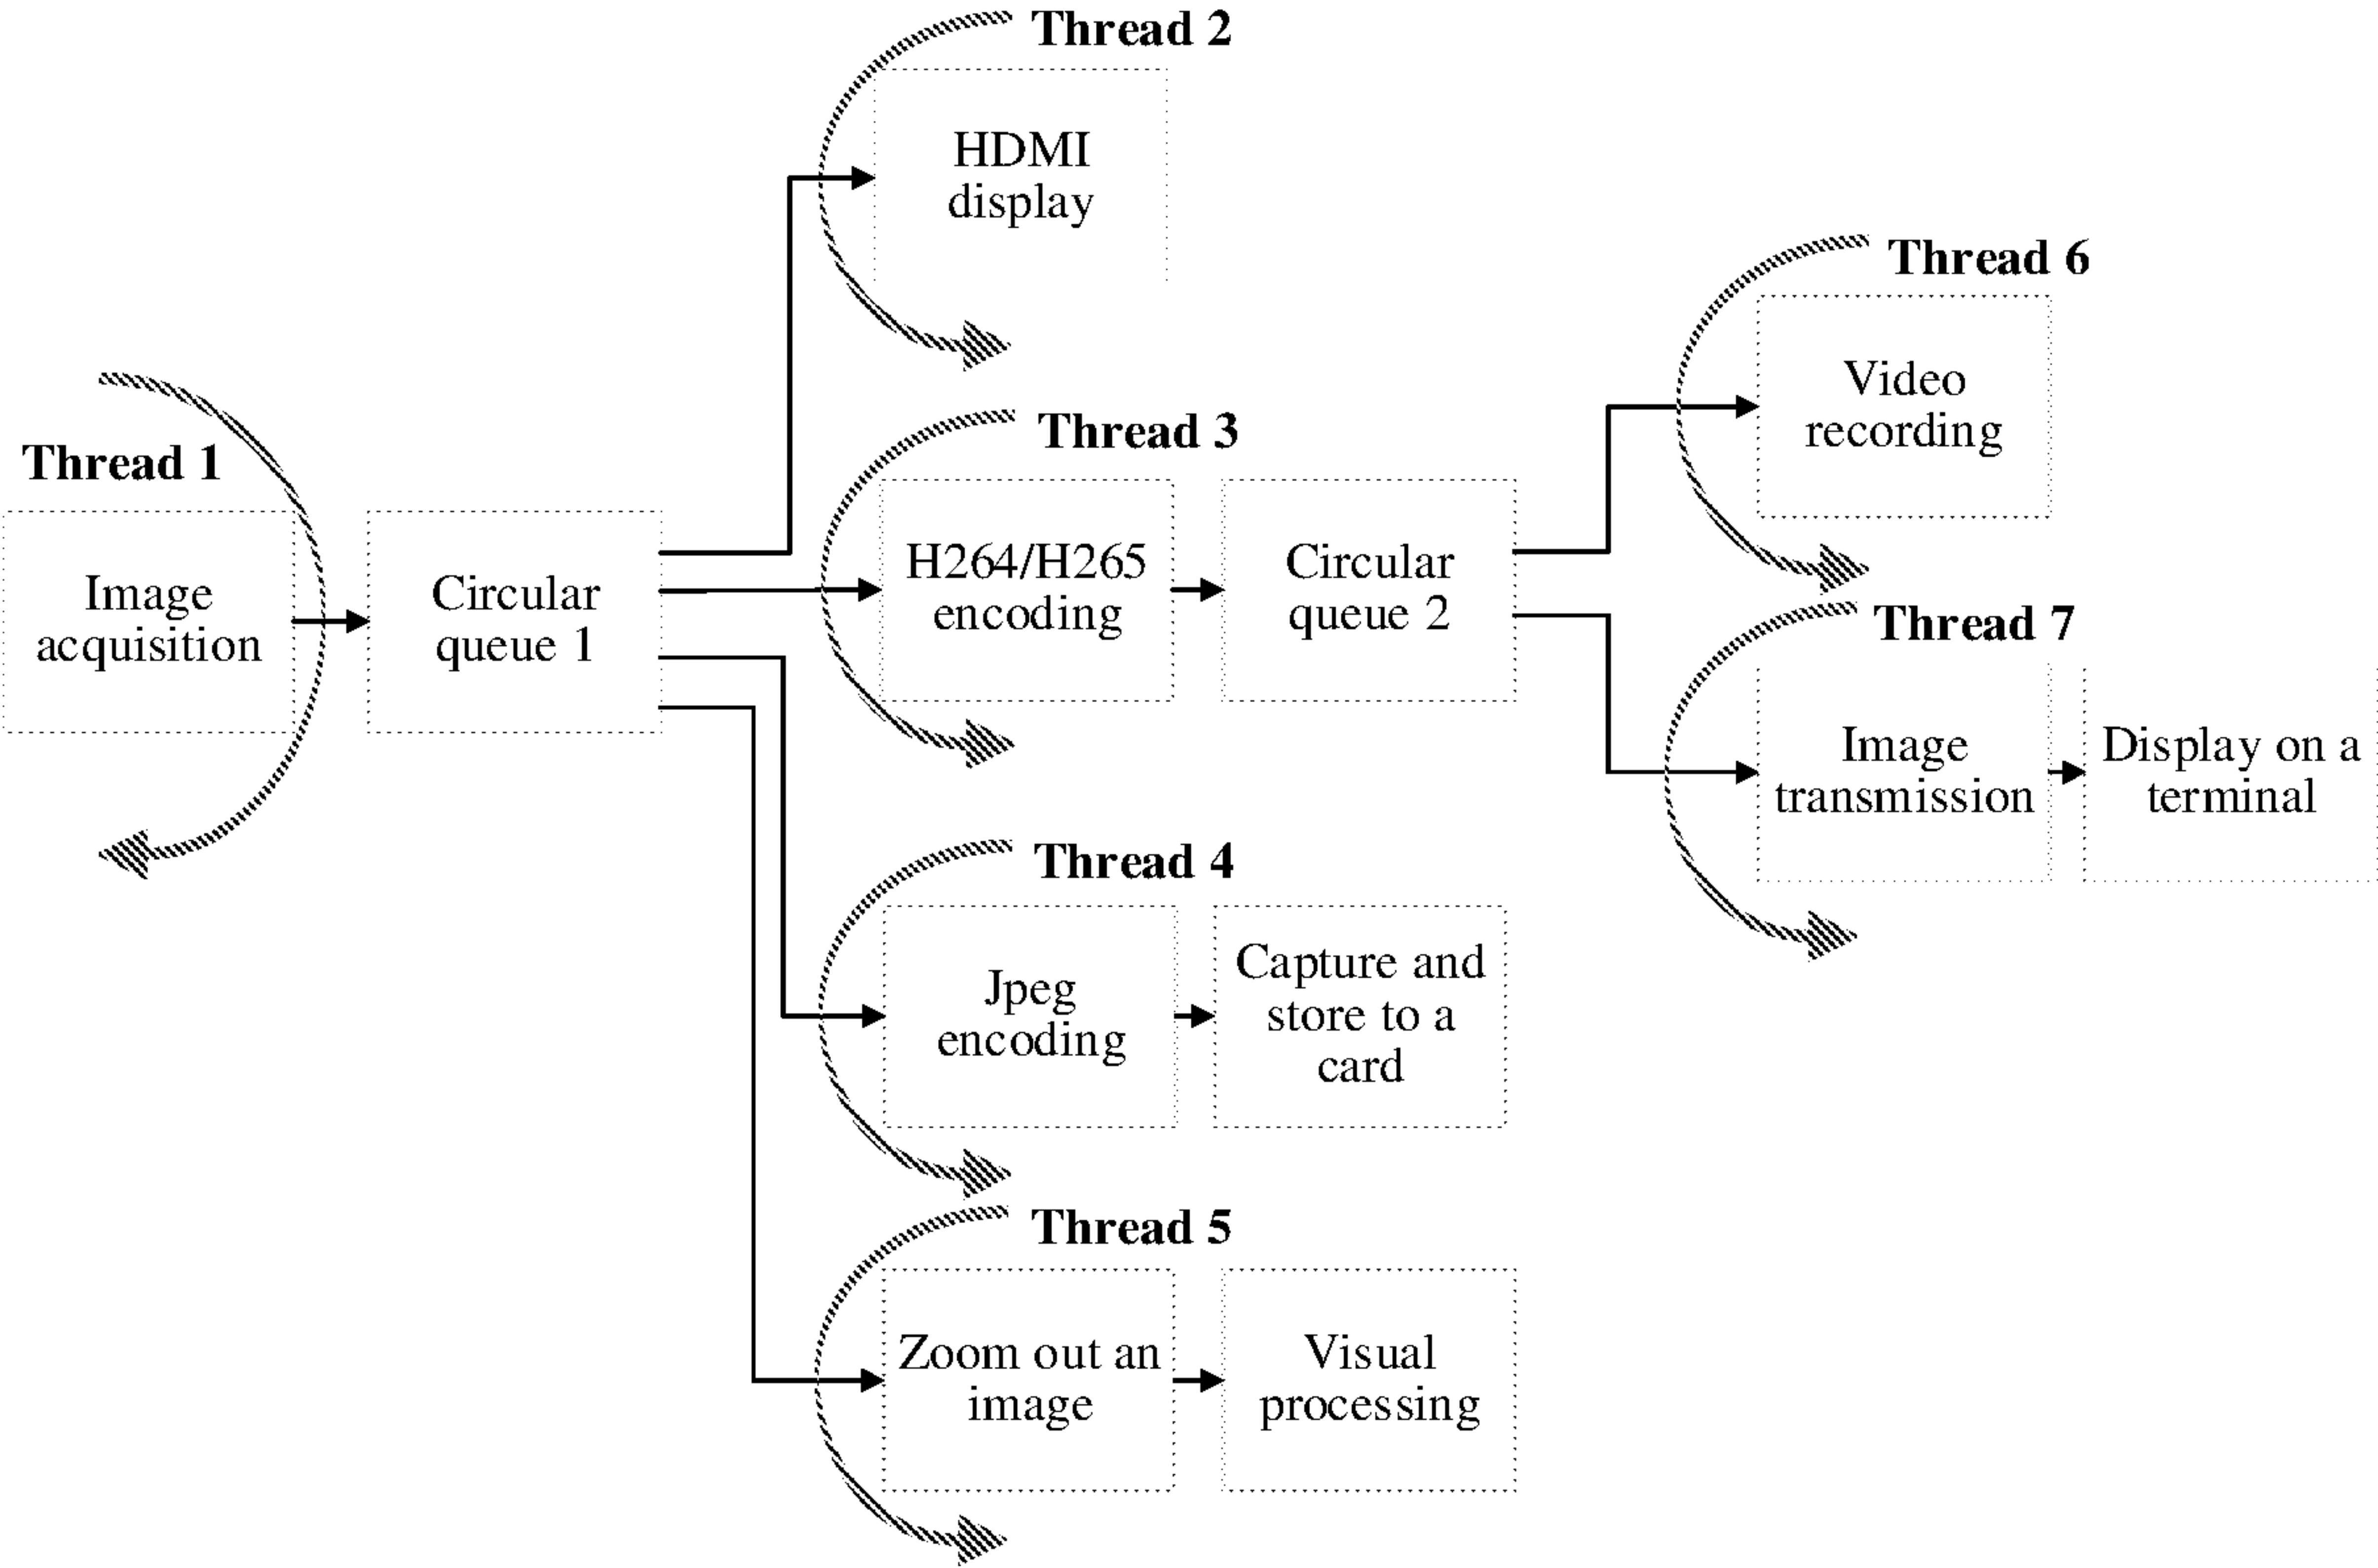 Thread 1
Image
acquisition
Circular
queue 1
Thread 2
HDMI
display
Thread 3
H264/H265
encoding
Circular
queue 2
Thread 6
Video
recording
Thread 7
Image
transmission
Display on a
terminal
Thread 4
Jpeg
encoding
Capture and
store to a
card
Thread 5
Zoom out an
image
Visual
processing